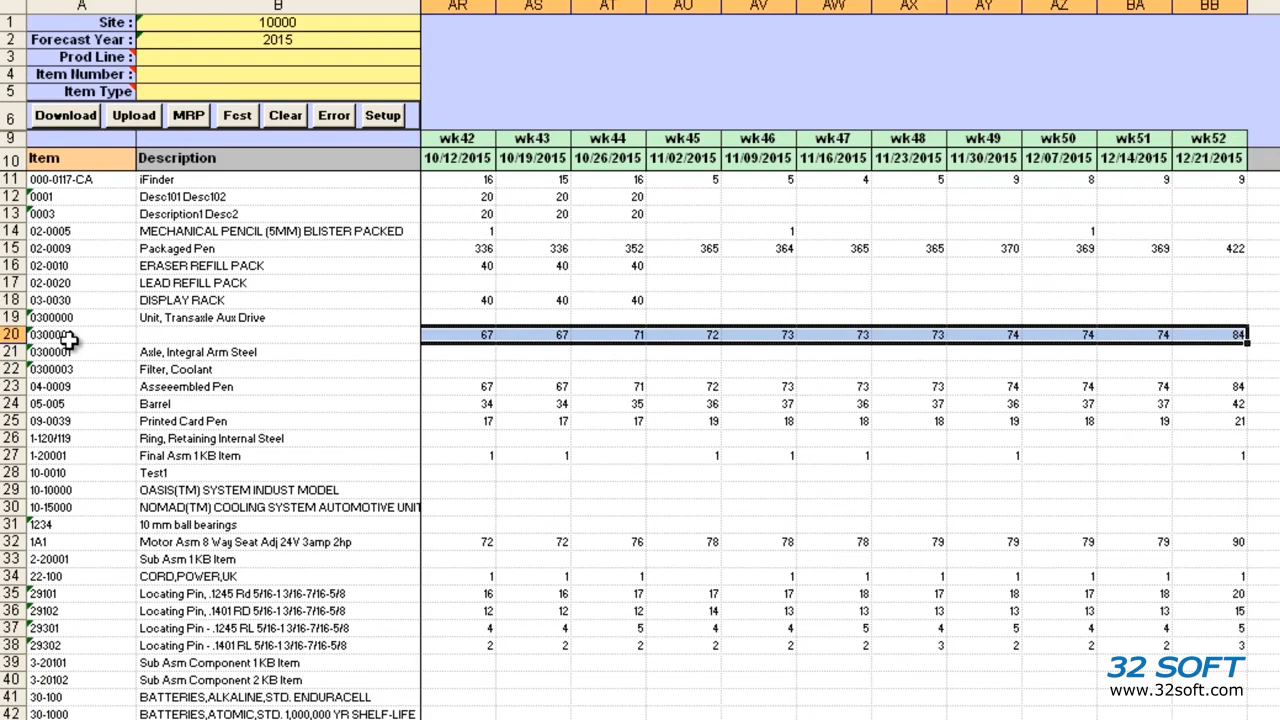 A B AR AS AT AU AV AW AX AY AZ BA BB
1 Site : 10000
2 Forecast Year : 2015
3 Prod Line :
4 Item Number :
5 Item Type
6 Download Upload MRP Fcst Clear Error Setup
9 wk42 wk43 wk44 wk45 wk46 wk47 wk48 wk49 wk50 wk51 wk52
10 Item Description 10/12/2015 10/19/2015 10/26/2015 11/02/2015 11/09/2015 11/16/2015 11/23/2015 11/30/2015 12/07/2015 12/14/2015 12/21/2015
11 000-0117-CA iFinder 16 15 16 5 5 4 5 9 8 9 9
12 0001 Desc101 Desc102 20 20 20
13 0003 Description1 Desc2 20 20 20
14 02-0005 MECHANICAL PENCIL (5MM) BLISTER PACKED 1 1 1
15 02-0009 Packaged Pen 336 336 352 365 364 365 365 370 369 369 422
16 02-0010 ERASER REFILL PACK 40 40 40
17 02-0020 LEAD REFILL PACK
18 03-0030 DISPLAY RACK 40 40 40
19 0300000 Unit, Transaxle Aux Drive
20 67 67 71 72 73 73 73 74 74 74 84
21 0300001 Axle, Integral Arm Steel
22 0300003 Filter, Coolant
23 04-0009 Asseeembled Pen 67 67 71 72 73 73 73 74 74 74 84
24 05-005 Barrel 34 34 35 36 37 36 37 36 37 37 42
25 09-0039 Printed Card Pen 17 17 17 19 18 18 18 19 18 19 21
26 1-120/119 Ring, Retaining Internal Steel
27 1-20001 Final Asm 1 KB Item 1 1 1 1 1 1 1
28 10-0010 Test1
29 10-10000 OASIS(TM) SYSTEM INDUST MODEL
30 10-15000 NOMAD(TM) COOLING SYSTEM AUTOMOTIVE UNIT
31 1234 10 mm ball bearings
32 1A1 Motor Asm 8 Way Seat Adj 24V 3amp 2hp 72 72 76 78 78 78 79 79 79 79 90
33 2-20001 Sub Asm 1 KB Item
34 22-100 CORD,POWER,UK 1 1 1 1 1 1 1 1 1 1
35 29101 Locating Pin, .1245 Rd 5/16-1 3/16-7/16-5/8 16 16 17 17 17 18 17 17 17 18 20
36 29102 Locating Pin, .1401 RD 5/16-1 3/16-7/16-5/8 12 12 12 14 13 13 13 13 13 13 15
37 29301 Locating Pin - .1245 RL 5/16-1 3/16-7/16-5/8 4 4 5 4 4 5 4 5 4 4 5
38 29302 Locating Pin - .1401 RL 5/16-1 3/16-7/16-5/8 2 2 2 2 2 2 3 2 2 2 3
39 3-20101 Sub Asm Component 1 KB Item
40 3-20102 Sub Asm Component 2 KB Item
41 30-100 BATTERIES,ALKALINE,STD. ENDURACELL
42 30-1000 BATTERIES,ATOMIC,STD. 1,000,000 YR SHELF-LIFE
32 SOFT
www.32soft.com